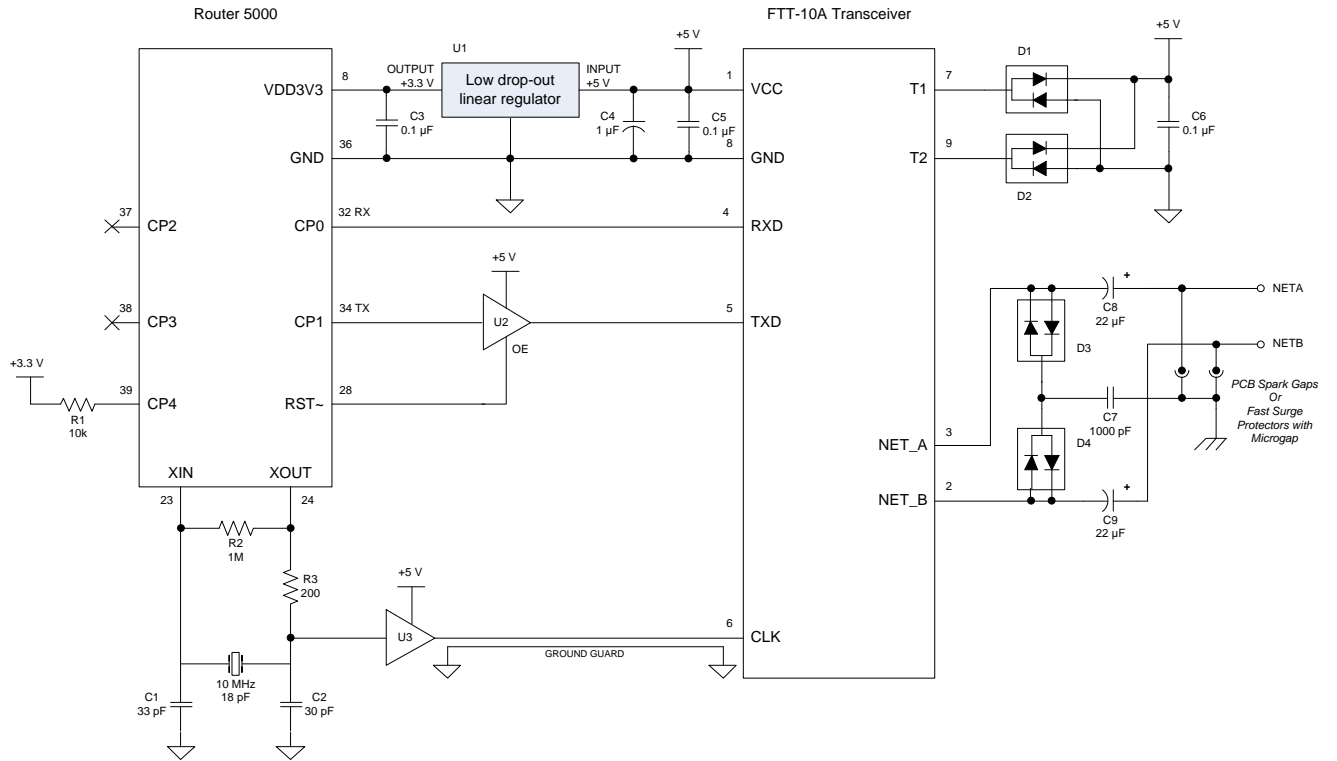 Router 5000
FTT-10A Transceiver
U1
+5 V
+5 V
D1
8
OUTPUT
+3.3 V
Low drop-out
linear regulator
INPUT
+5 V
1
7
VDD3V3
VCC
T1
C3
0.1 µF
C4
1 µF
C5
0.1 µF
C6
0.1 µF
36
8
9
GND
GND
T2
D2
37
CP2
CP0
32 RX
4
RXD
+5 V
38
CP3
CP1
34 TX
U2
OE
5
TXD
C8
+
22 µF
NETA
D3
NETB
+3.3 V
39
CP4
R1
10k
RST~
28
C7
1000 pF
PCB Spark Gaps
Or
Fast Surge
Protectors with
Microgap
D4
NET_A
3
NET_B
2
C9
+
22 µF
XIN
XOUT
23
24
R2
1M
R3
200
+5 V
U3
6
CLK
GROUND GUARD
10 MHz
18 pF
C1
33 pF
C2
30 pF